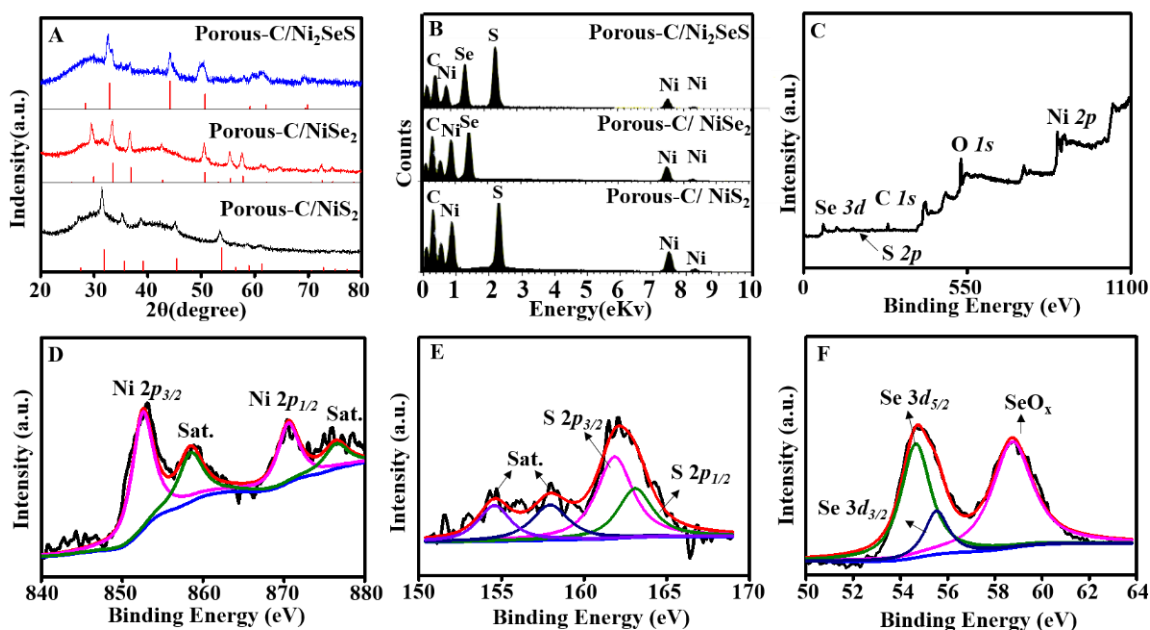 A
Porous-C/Ni₂SeS
Porous-C/NiSe₂
Porous-C/NiS₂
Indensity(a.u.)
20 30 40 50 60 70 80
2θ(degree)
B
Porous-C/Ni₂SeS
C
Ni
Se
S
Ni
Ni
Porous-C/ NiSe₂
C
Ni
Se
Ni
Ni
Porous-C/ NiS₂
C
Ni
S
Ni
Ni
Counts
0 1 2 3 4 5 6 7 8 9 10
Energy(eKv)
C
Se 3d
S 2p
C 1s
O 1s
Ni 2p
Intensity (a.u.)
0 550 1100
Binding Energy (eV)
D
Ni 2p3/2
Sat.
Ni 2p1/2
Sat.
Intensity (a.u.)
840 850 860 870 880
Binding Energy (eV)
E
Sat.
S 2p3/2
S 2p1/2
Intensity (a.u.)
150 155 160 165 170
Binding Energy (eV)
F
Se 3d5/2
Se 3d3/2
SeOx
Intensity (a.u.)
50 52 54 56 58 60 62 64
Binding Energy (eV)